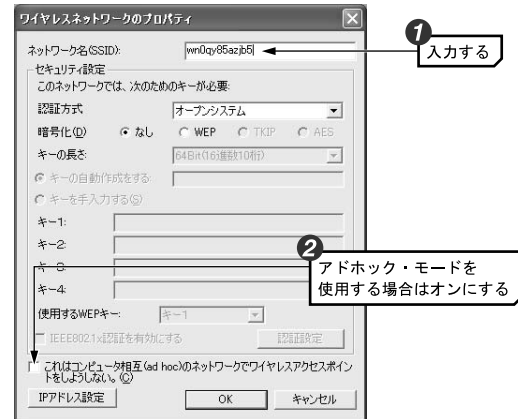 ワイヤレスネットワークのプロパティ
ネットワーク名(SSID):
wn0qy85azjb5
1
入力する
セキュリティ設定
このネットワークでは、次のためのキーが必要:
認証方式
オープンシステム
暗号化(D)
なし
WEP
TKIP
AES
キーの長さ:
64Bit(16進数10桁)
キーの自動作成をする:
キーを手入力する(S)
キー1:
キー2:
キー3:
キー4:
2
アドホック・モードを
使用する場合はオンにする
使用するWEPキー:
キー1
IEEE802.1x認証を有効にする
認証設定
これはコンピュータ相互(ad hoc)のネットワークでワイヤレスアクセスポイン
トをしようしない。(C)
IPアドレス設定
OK
キャンセル